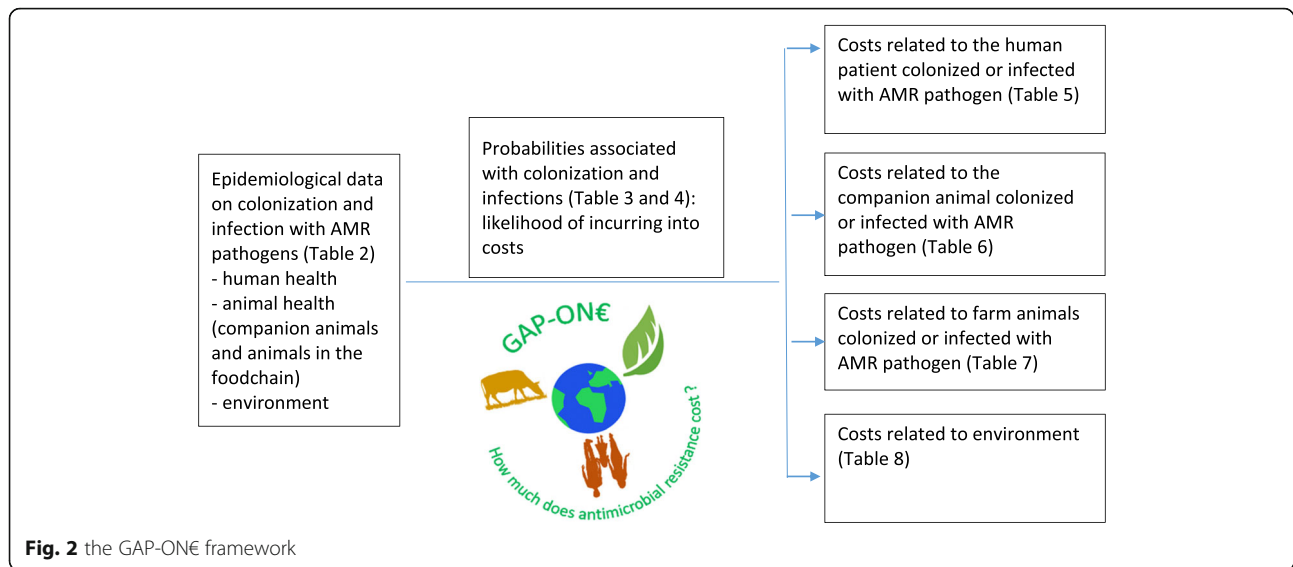 Epidemiological data
on colonization and
infection with AMR
pathogens (Table 2)
- human health
- animal health
(companion animals
and animals in the
foodchain)
- environment
Probabilities associated
with colonization and
infections (Table 3 and 4):
likelihood of incurring into
costs
GAP-ON€
How much does antimicrobial resistance cost ?
Costs related to the human
patient colonized or infected
with AMR pathogen (Table 5)
Costs related to the
companion animal colonized
or infected with AMR
pathogen (Table 6)
Costs related to farm animals
colonized or infected with
AMR pathogen (Table 7)
Costs related to environment
(Table 8)
Fig. 2 the GAP-ON€ framework